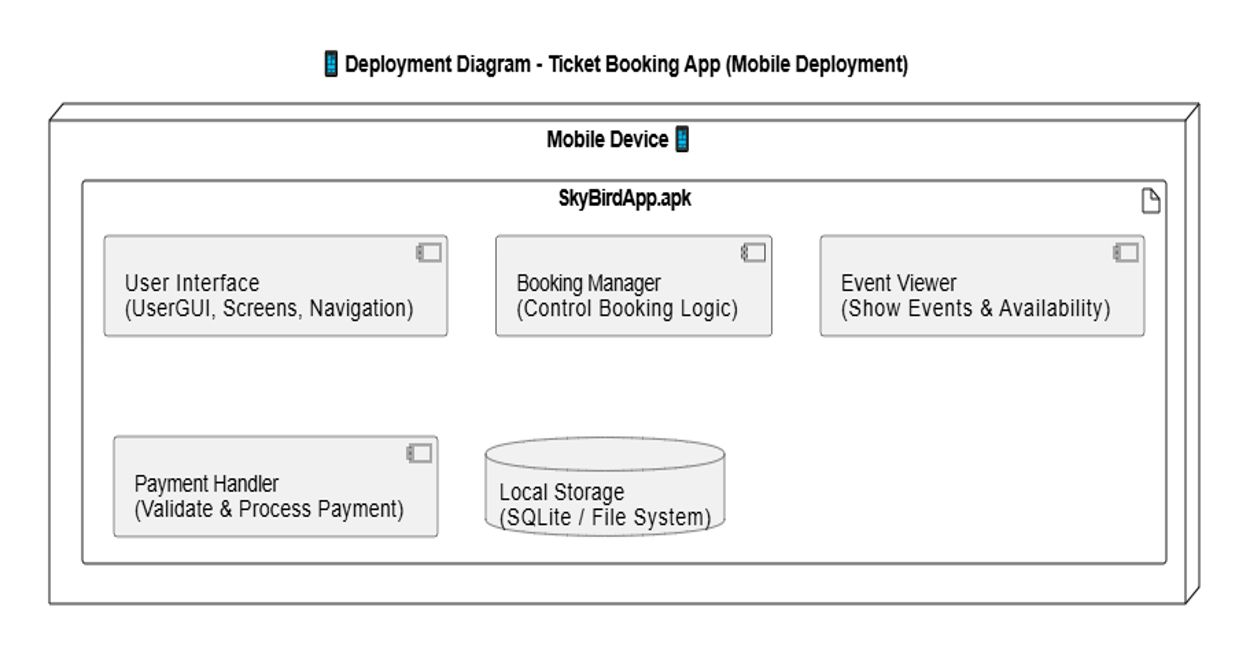 Deployment Diagram - Ticket Booking App (Mobile Deployment)
Mobile Device
SkyBirdApp.apk
User Interface
(UserGUI, Screens, Navigation)
Booking Manager
(Control Booking Logic)
Event Viewer
(Show Events & Availability)
Payment Handler
(Validate & Process Payment)
Local Storage
(SQLite / File System)